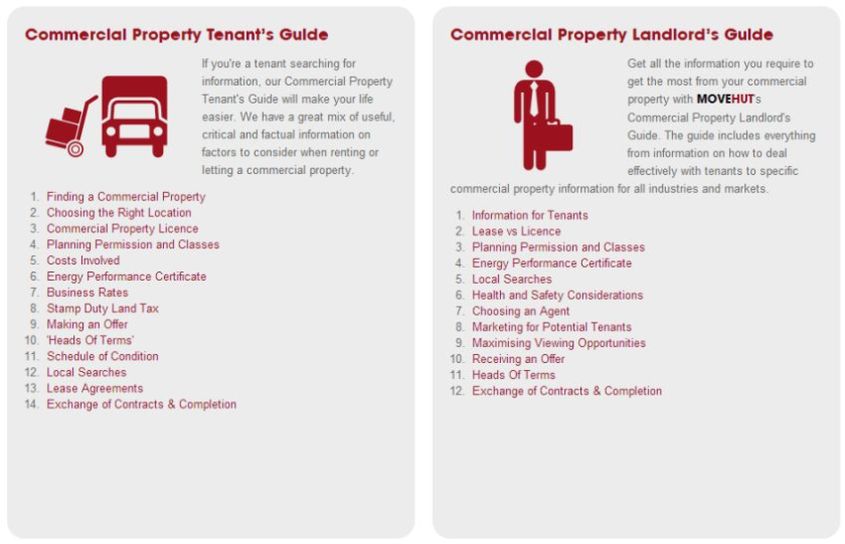 Commercial Property Tenant's Guide
If you're a tenant searching for
information, our Commercial Property
Tenant's Guide will make your life
easier. We have a great mix of useful,
critical and factual information on
factors to consider when renting or
letting a commercial property.
1. Finding a Commercial Property
2. Choosing the Right Location
3. Commercial Property Licence
4. Planning Permission and Classes
5. Costs Involved
6. Energy Performance Certificate
7. Business Rates
8. Stamp Duty Land Tax
9. Making an Offer
10. 'Heads Of Terms'
11. Schedule of Condition
12. Local Searches
13. Lease Agreements
14. Exchange of Contracts & Completion
Commercial Property Landlord's Guide
Get all the information you require to
get the most from your commercial
property with MOVEHUT's
Commercial Property Landlord's
Guide. The guide includes everything
from information on how to deal
effectively with tenants to specific
commercial property information for all industries and markets.
1. Information for Tenants
2. Lease vs Licence
3. Planning Permission and Classes
4. Energy Performance Certificate
5. Local Searches
6. Health and Safety Considerations
7. Choosing an Agent
8. Marketing for Potential Tenants
9. Maximising Viewing Opportunities
10. Receiving an Offer
11. Heads Of Terms
12. Exchange of Contracts & Completion